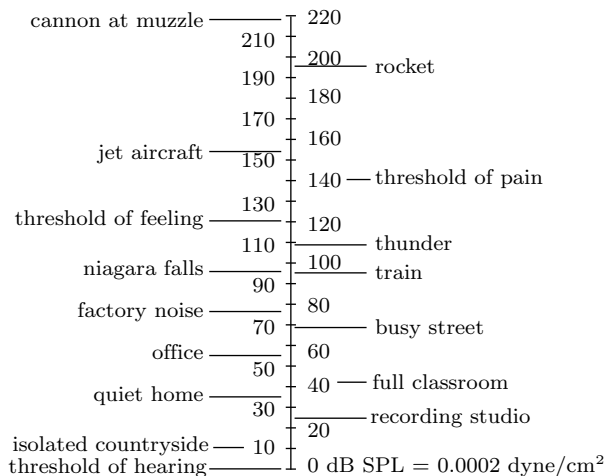 cannon at muzzle 220
210
200 rocket
190
180
170
160
jet aircraft
150
140 threshold of pain
130
threshold of feeling 120
110 thunder
niagara falls 100
train
90
factory noise 80
70 busy street
office 60
50
quiet home 40 full classroom
30
recording studio
20
isolated countryside 10
threshold of hearing 0 dB SPL = 0.0002 dyne/cm²